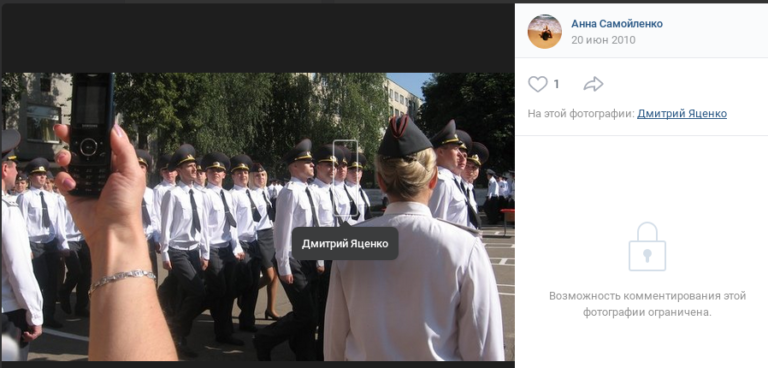 Анна Самойленко
20 июн 2010
1
На этой фотографии: Дмитрий Яценко
Дмитрий Яценко
Возможность комментирования этой
фотографии ограничена.